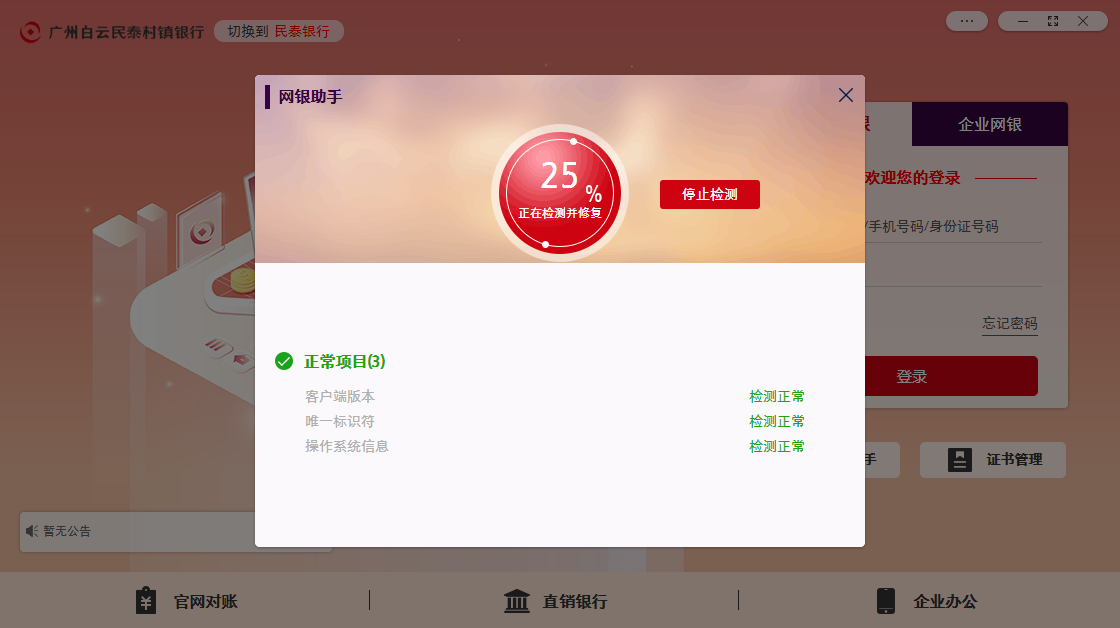 广州白云民泰村镇银行
切换到 民泰银行
网银助手
25
%
正在检测并修复
停止检测
企业网银
欢迎您的登录
/手机号码/身份证号码
忘记密码
登录
正常项目(3)
客户端版本 检测正常
唯一标识符 检测正常
操作系统信息 检测正常
手
证书管理
暂无公告
官网对账
直销银行
企业办公